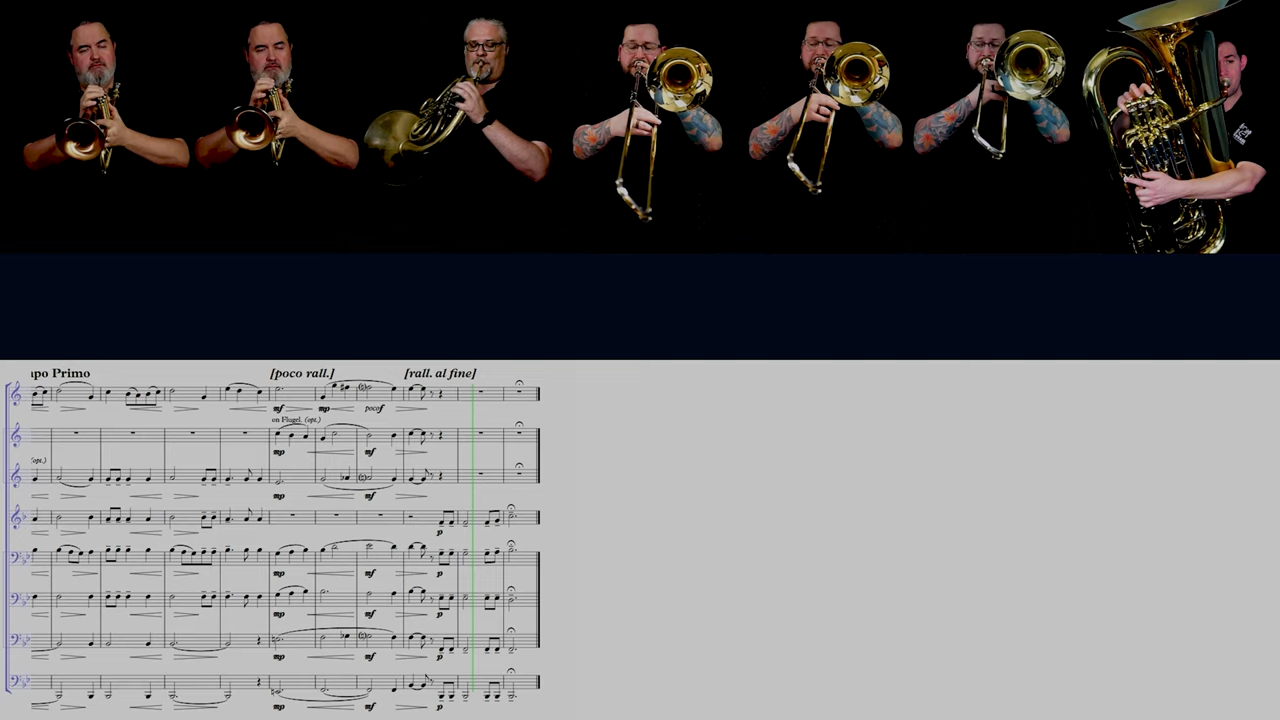 ıpo Primo [poco rall.] [rall. al fine]
mf mp poco f
on Flugel. (opt.)
mp mf
(opt.)
mp mf
p
mp mf p
mp mf p
mp mf p
mp mf p